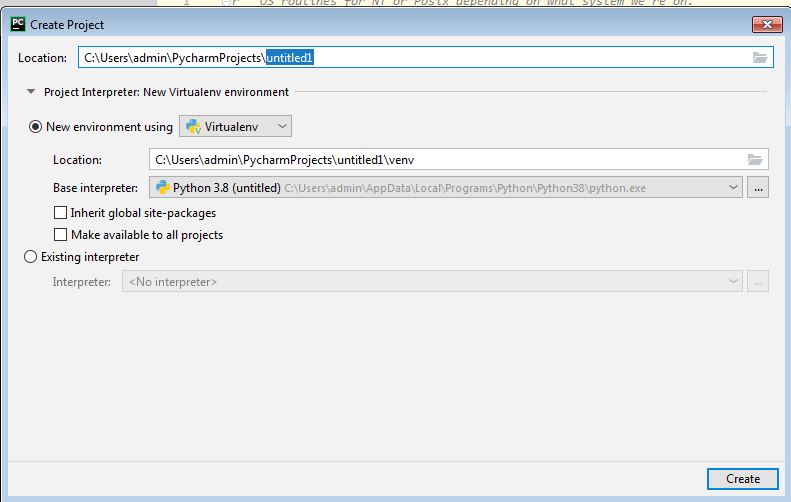 1 OS routines for NT or Posix depending on what system we're on.
PC Create Project
Location: C:\Users\admin\PycharmProjects\untitled1
Project Interpreter: New Virtualenv environment
New environment using Virtualenv
Location: C:\Users\admin\PycharmProjects\untitled1\venv
Base interpreter: Python 3.8 (untitled) C:\Users\admin\AppData\Local\Programs\Python\Python38\python.exe ...
Inherit global site-packages
Make available to all projects
Existing interpreter
Interpreter: <No interpreter> ...
Create